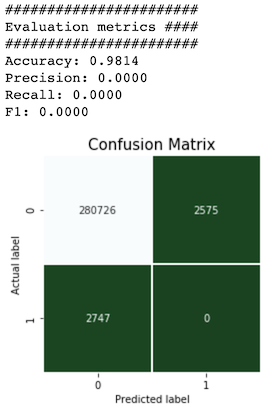 #######################
Evaluation metrics ####
#######################
Accuracy: 0.9814
Precision: 0.0000
Recall: 0.0000
F1: 0.0000
Confusion Matrix
Actual label
0
280726
2575
1
2747
0
0
1
Predicted label